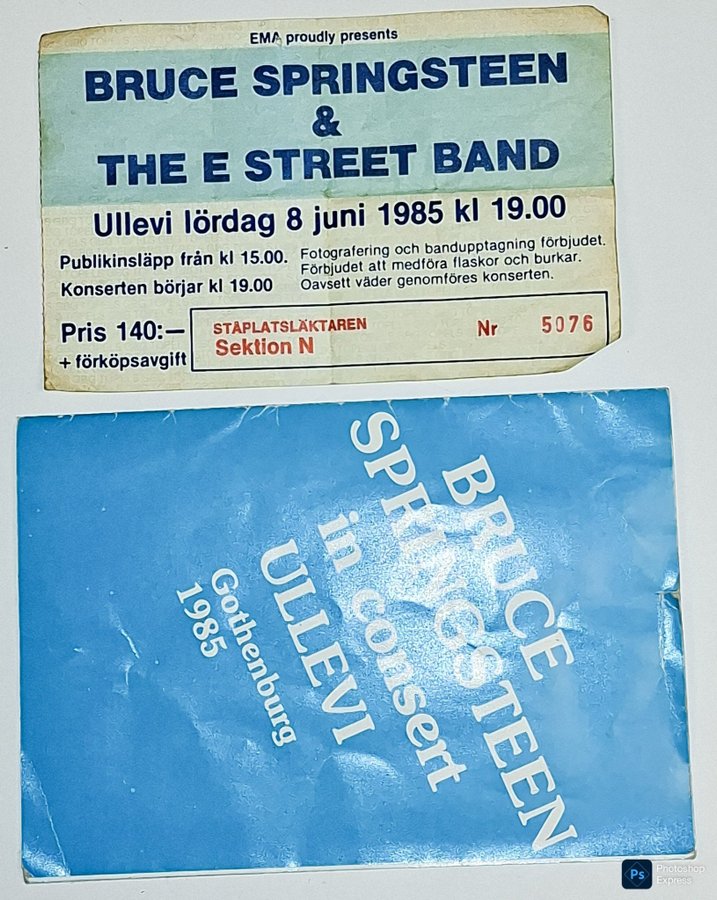 EMA proudly presents
BRUCE SPRINGSTEEN
&
THE E STREET BAND
Ullevi lördag 8 juni 1985 kl 19.00
Publikinsläpp från kl 15.00.
Konserten börjar kl 19.00
Fotografering och bandupptagning förbjudet.
Förbjudet att medföra flaskor och burkar.
Oavsett väder genomföres konserten.
Pris 140:—
+ förköpsavgift
STÅPLATSLÄKTAREN
Sektion N
Nr 5076
BRUCE
SPRINGSTEEN
in consert
ULLEVI
Gothenburg
1985
Ps
Photoshop
Express